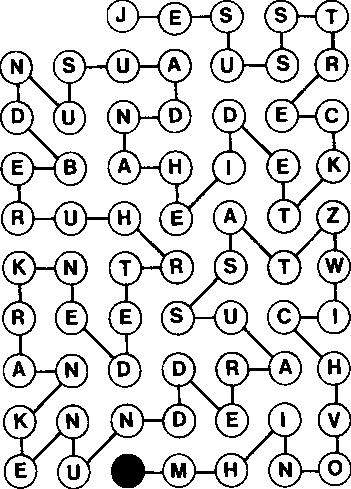 J E S S T
N S U A U S R
D U N D D E C
E B A H I E K
R U H E A T Z
K N T R S T W
R E E S U C I
A N D D R A H
K N N D E I V
E U M H N O